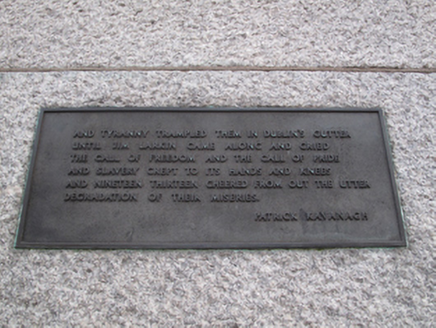 AND TYRANNY TRAMPLED THEM IN DUBLIN'S GUTTER
UNTIL JIM LARKIN CAME ALONG AND CRIED
THE CALL OF FREEDOM AND THE CALL OF PRIDE
AND SLAVERY CREPT TO ITS HANDS AND KNEES
AND NINETEEN THIRTEEN CHEERED FROM OUT THE UTTER
DEGRADATION OF THEIR MISERIES.
PATRICK KAVANAGH